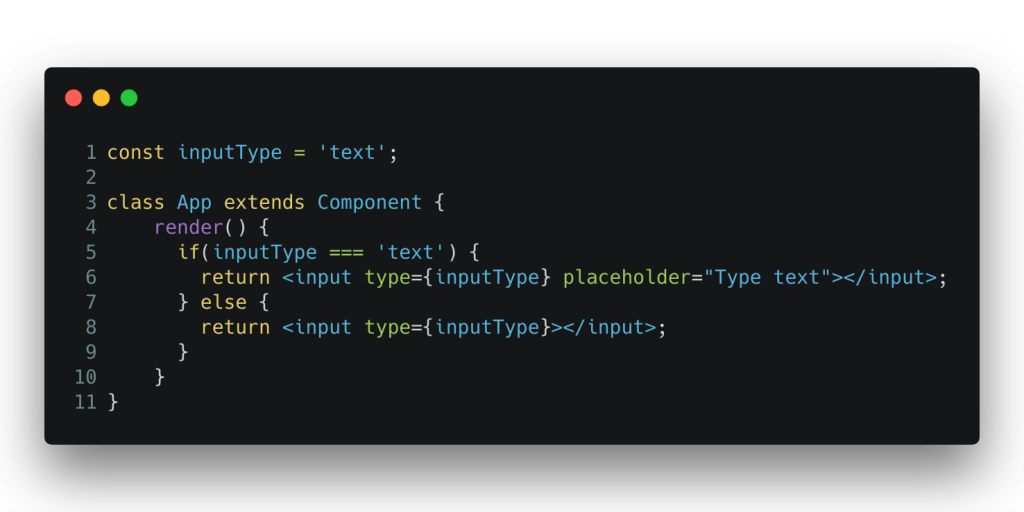 1 const inputType = 'text';
2
3 class App extends Component {
4     render() {
5       if(inputType === 'text') {
6         return <input type={inputType} placeholder="Type text"></input>;
7       } else {
8         return <input type={inputType}></input>;
9       }
10     }
11 }